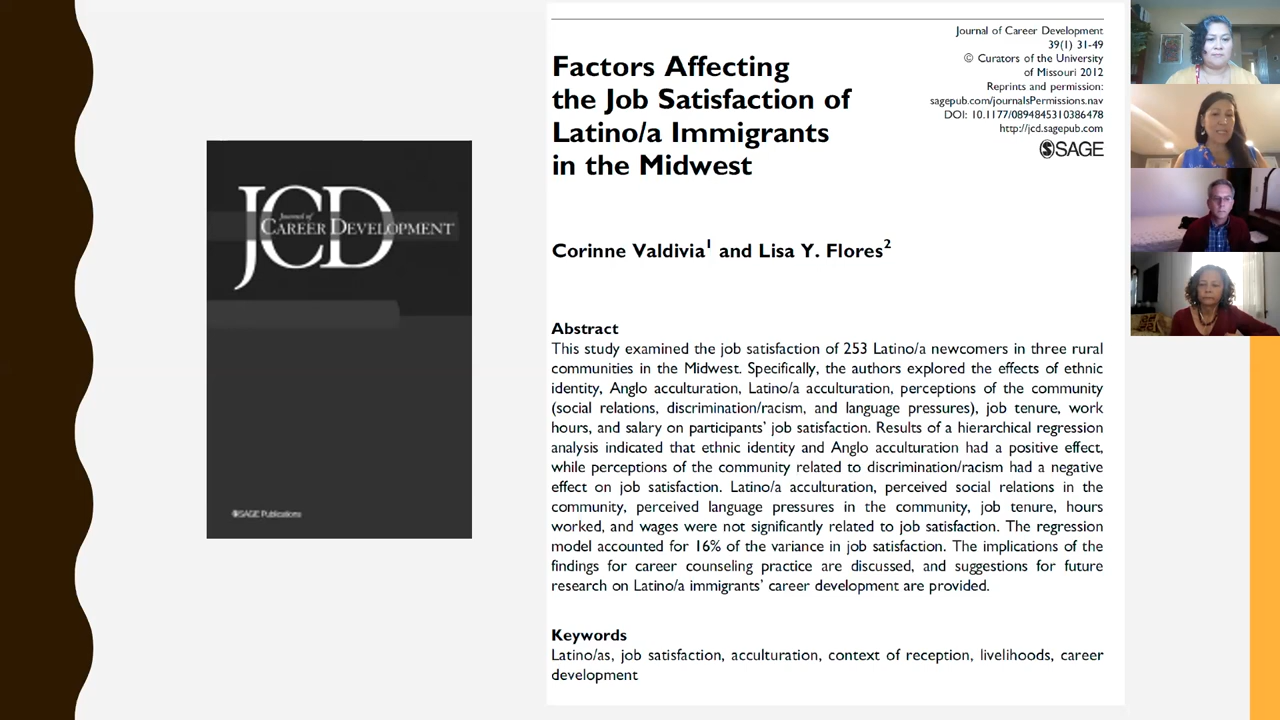 JCD
Journal of
CAREER DEVELOPMENT
SAGE Publications
Journal of Career Development
39(1) 31-49
© Curators of the University
of Missouri 2012
Reprints and permission:
sagepub.com/journalsPermissions.nav
DOI: 10.1177/0894845310386478
http://jcd.sagepub.com
SAGE
Factors Affecting
the Job Satisfaction of
Latino/a Immigrants
in the Midwest
Corinne Valdivia1 and Lisa Y. Flores2
Abstract
This study examined the job satisfaction of 253 Latino/a newcomers in three rural
communities in the Midwest. Specifically, the authors explored the effects of ethnic
identity, Anglo acculturation, Latino/a acculturation, perceptions of the community
(social relations, discrimination/racism, and language pressures), job tenure, work
hours, and salary on participants’ job satisfaction. Results of a hierarchical regression
analysis indicated that ethnic identity and Anglo acculturation had a positive effect,
while perceptions of the community related to discrimination/racism had a negative
effect on job satisfaction. Latino/a acculturation, perceived social relations in the
community, perceived language pressures in the community, job tenure, hours
worked, and wages were not significantly related to job satisfaction. The regression
model accounted for 16% of the variance in job satisfaction. The implications of the
findings for career counseling practice are discussed, and suggestions for future
research on Latino/a immigrants’ career development are provided.
Keywords
Latino/as, job satisfaction, acculturation, context of reception, livelihoods, career
development